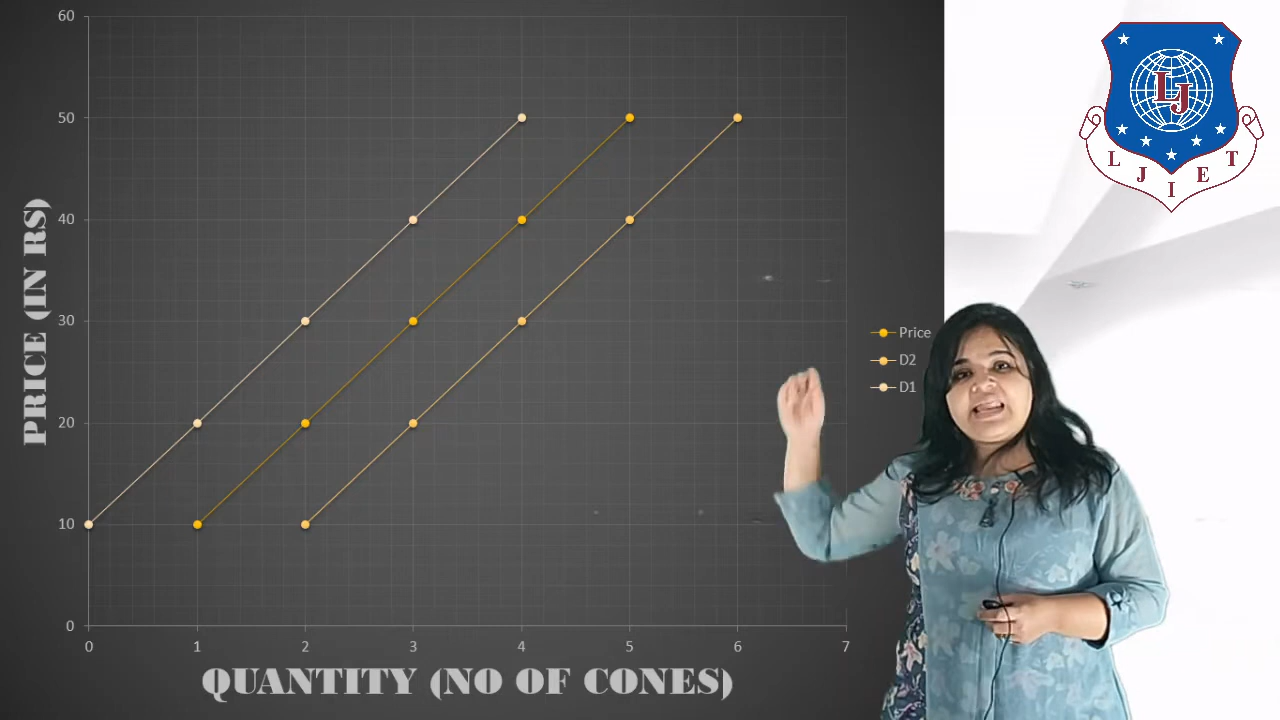 60
50
40
30
20
10
0
PRICE (IN RS)
0 1 2 3 4 5 6 7
QUANTITY (NO OF CONES)
Price
D2
D1
LJ
L J I E T